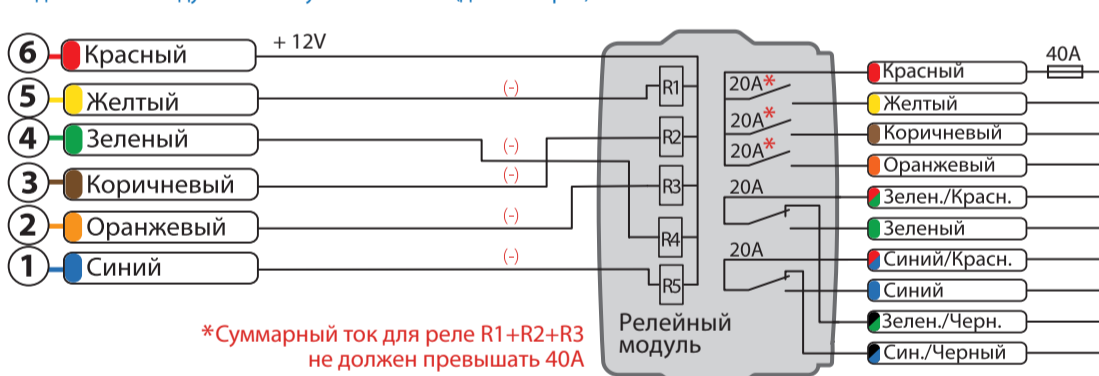 6 Красный + 12V
5 Желтый (-)
4 Зеленый (-)
3 Коричневый (-)
2 Оранжевый (-)
1 Синий (-)
R1
R2
R3
R4
R5
20A*
20A*
20A*
20A
20A
Релейный
модуль
Красный 40A
Желтый
Коричневый
Оранжевый
Зелен./Красн.
Зеленый
Синий/Красн.
Синий
Зелен./Черн.
Син./Черный
*Суммарный ток для реле R1+R2+R3
не должен превышать 40А